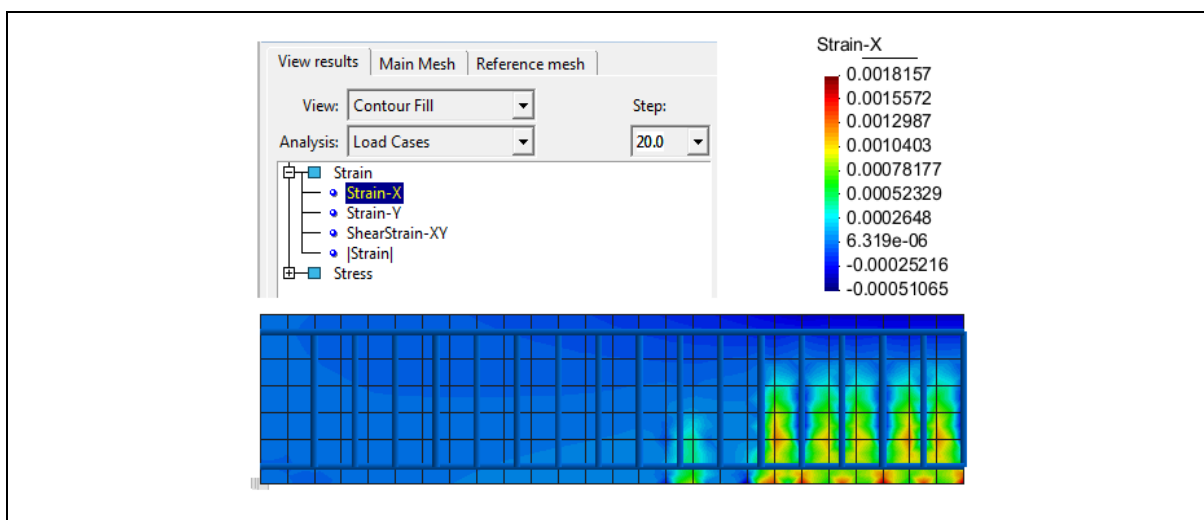 View results Main Mesh Reference mesh
View: Contour Fill Step:
Analysis: Load Cases 20.0
Strain
Strain-X
Strain-Y
ShearStrain-XY
|Strain|
Stress
Strain-X
0.0018157
0.0015572
0.0012987
0.0010403
0.00078177
0.00052329
0.0002648
6.319e-06
-0.00025216
-0.00051065